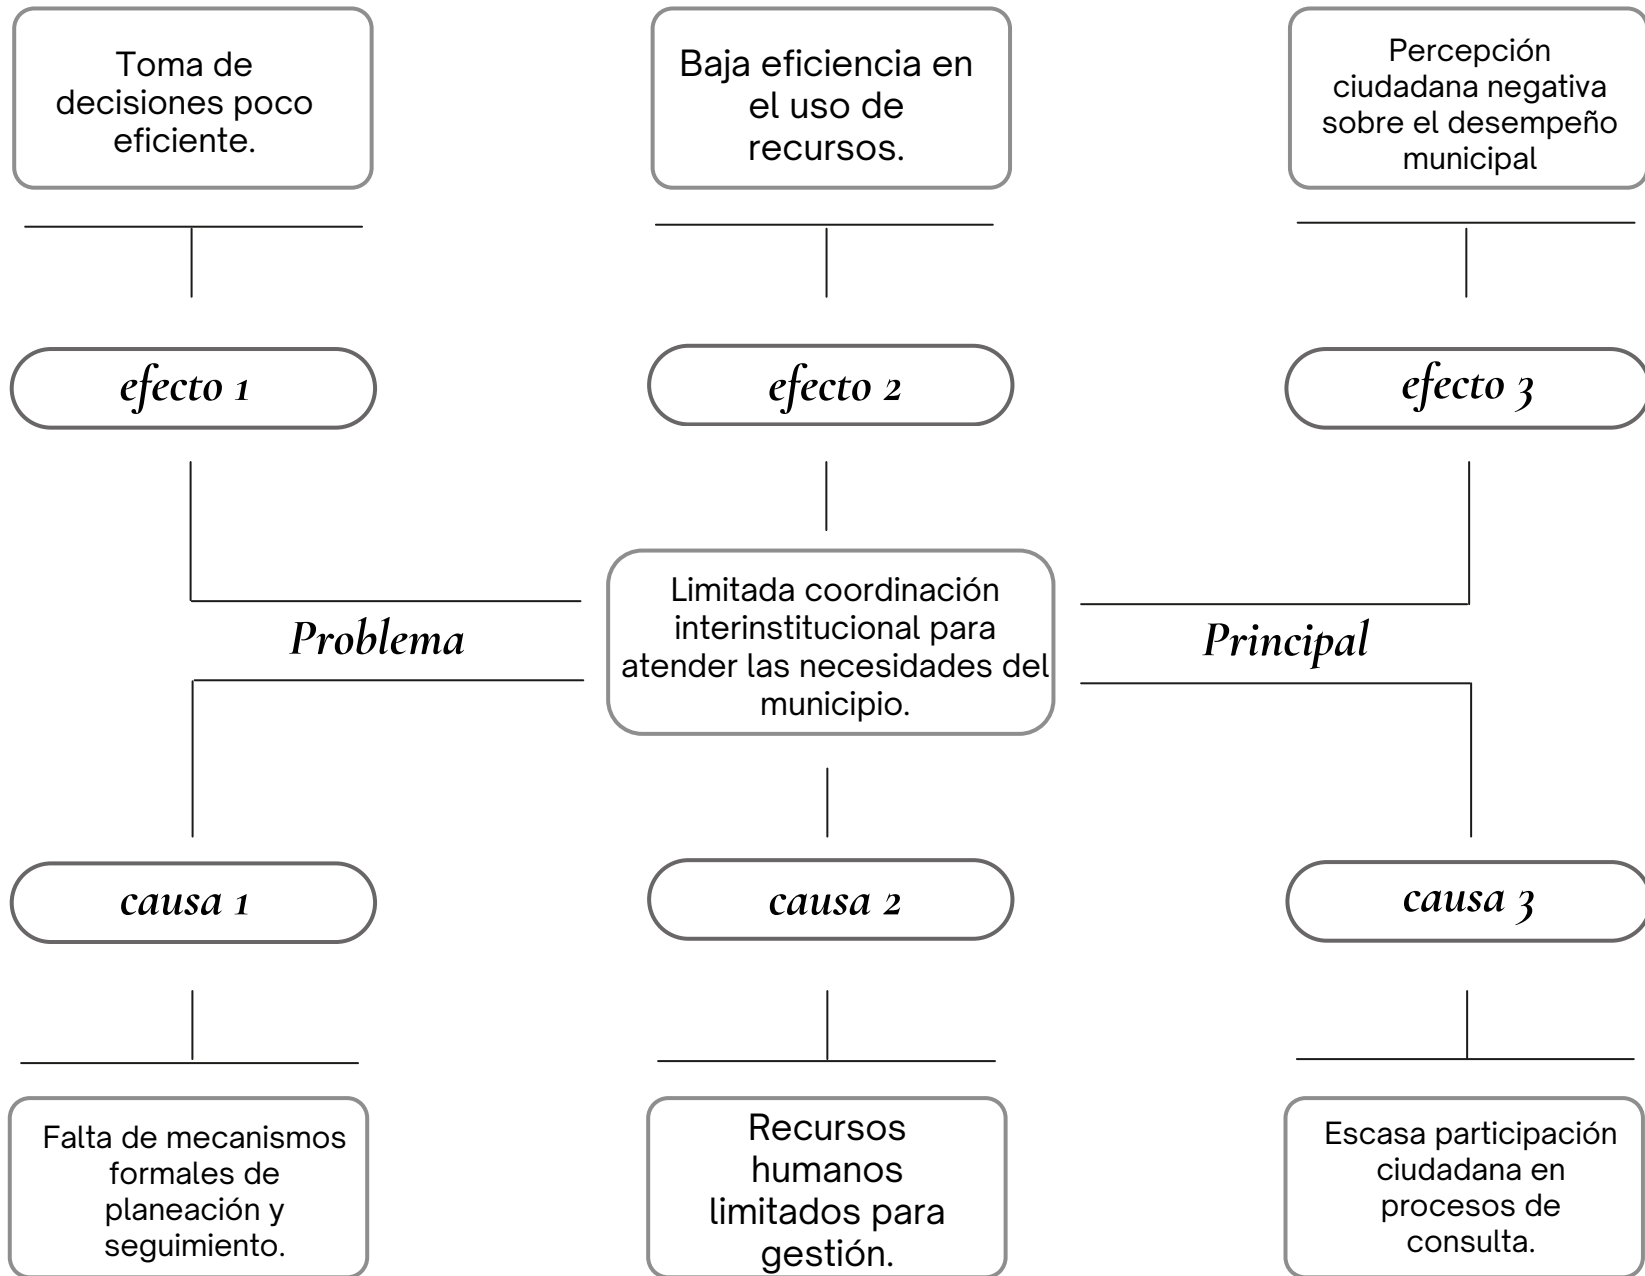 Toma de
decisiones poco
eficiente.
Baja eficiencia en
el uso de
recursos.
Percepción
ciudadana negativa
sobre el desempeño
municipal
efecto 1
efecto 2
efecto 3
Problema
Limitada coordinación
interinstitucional para
atender las necesidades del
municipio.
Principal
causa 1
causa 2
causa 3
Falta de mecanismos
formales de
planeación y
seguimiento.
Recursos
humanos
limitados para
gestión.
Escasa participación
ciudadana en
procesos de
consulta.